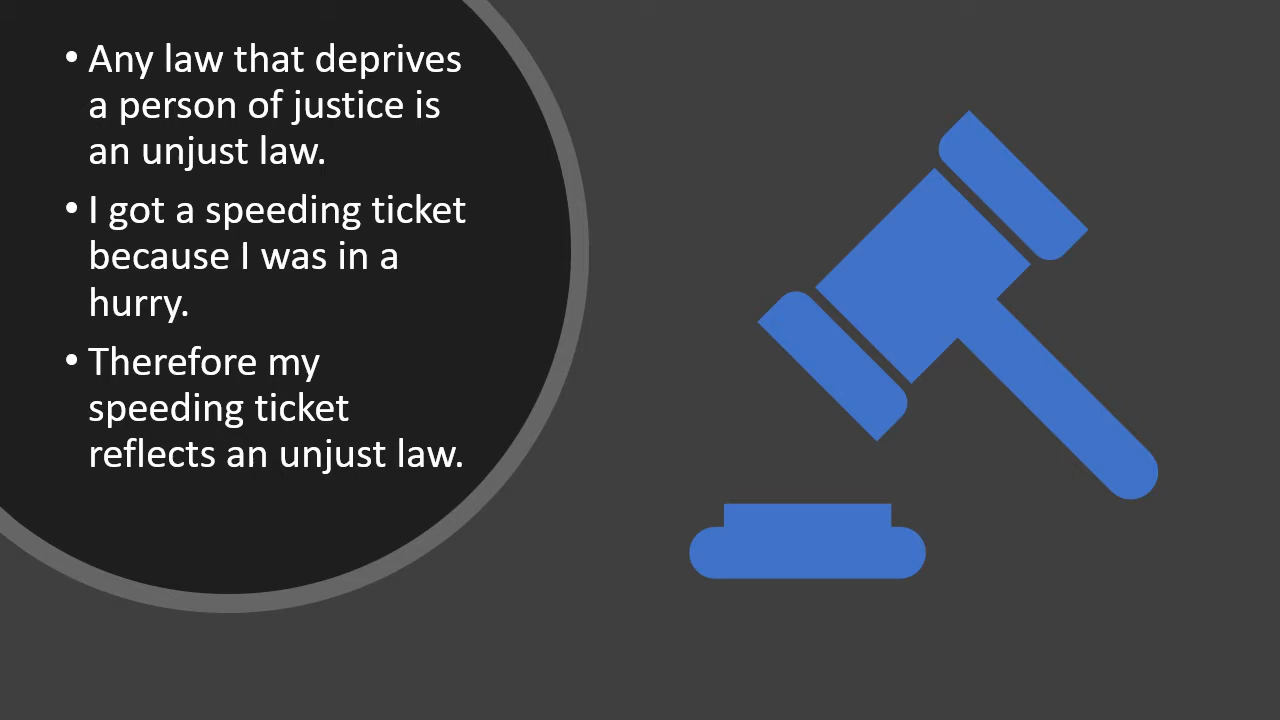 • Any law that deprives
a person of justice is
an unjust law.
• I got a speeding ticket
because I was in a
hurry.
• Therefore my
speeding ticket
reflects an unjust law.